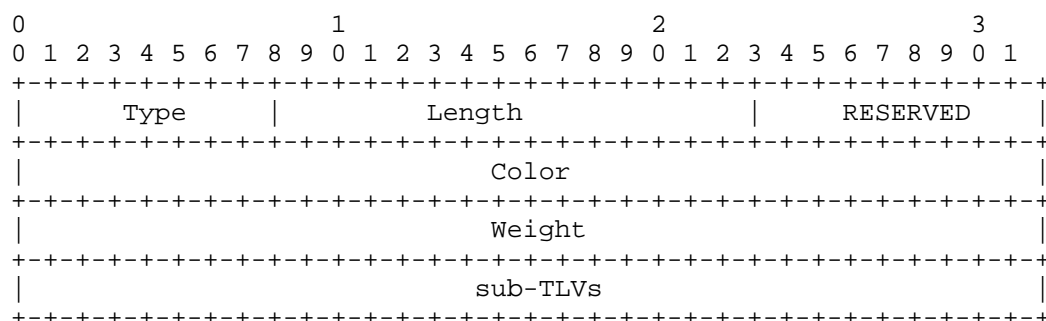 0                   1                   2                   3
0 1 2 3 4 5 6 7 8 9 0 1 2 3 4 5 6 7 8 9 0 1 2 3 4 5 6 7 8 9 0 1
+-+-+-+-+-+-+-+-+-+-+-+-+-+-+-+-+-+-+-+-+-+-+-+-+-+-+-+-+-+-+-+-+
|      Type     |         Length              |    RESERVED     |
+-+-+-+-+-+-+-+-+-+-+-+-+-+-+-+-+-+-+-+-+-+-+-+-+-+-+-+-+-+-+-+-+
|                             Color                             |
+-+-+-+-+-+-+-+-+-+-+-+-+-+-+-+-+-+-+-+-+-+-+-+-+-+-+-+-+-+-+-+-+
|                             Weight                            |
+-+-+-+-+-+-+-+-+-+-+-+-+-+-+-+-+-+-+-+-+-+-+-+-+-+-+-+-+-+-+-+-+
|                            sub-TLVs                           |
+-+-+-+-+-+-+-+-+-+-+-+-+-+-+-+-+-+-+-+-+-+-+-+-+-+-+-+-+-+-+-+-+